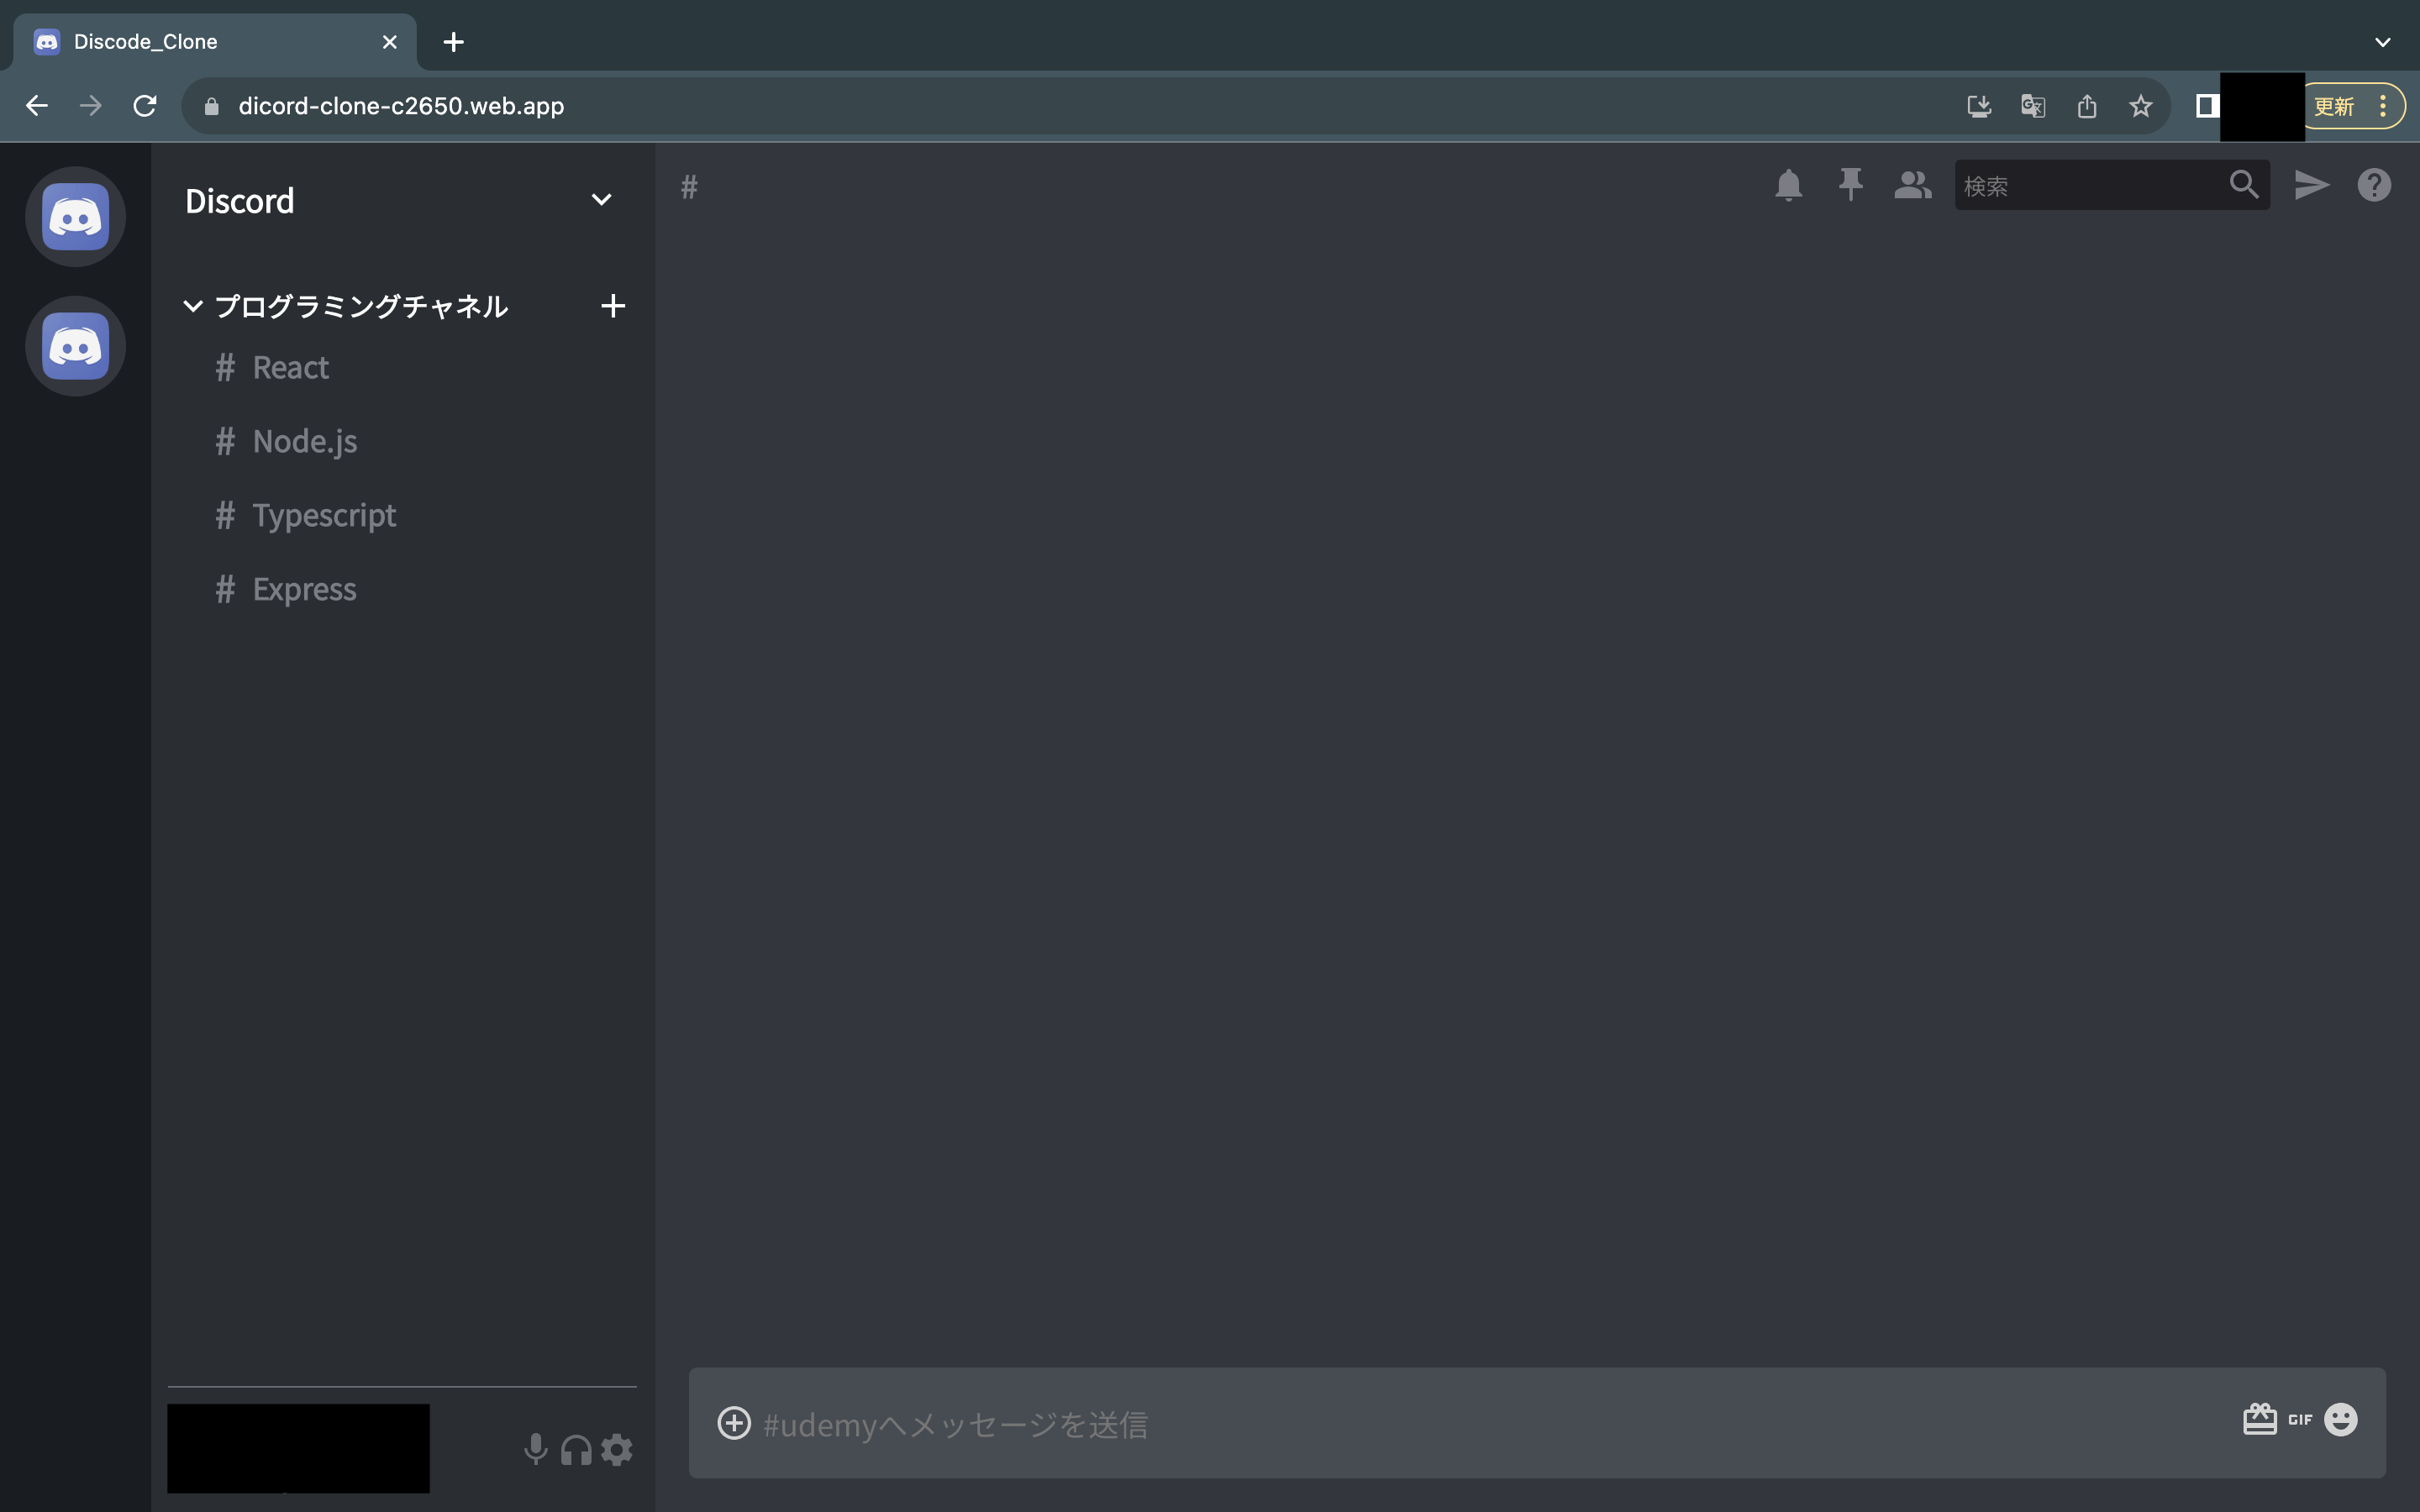 Discode_Clone
dicord-clone-c2650.web.app
更新
Discord
#
検索
プログラミングチャネル
# React
# Node.js
# Typescript
# Express
#udemyへメッセージを送信
GIF